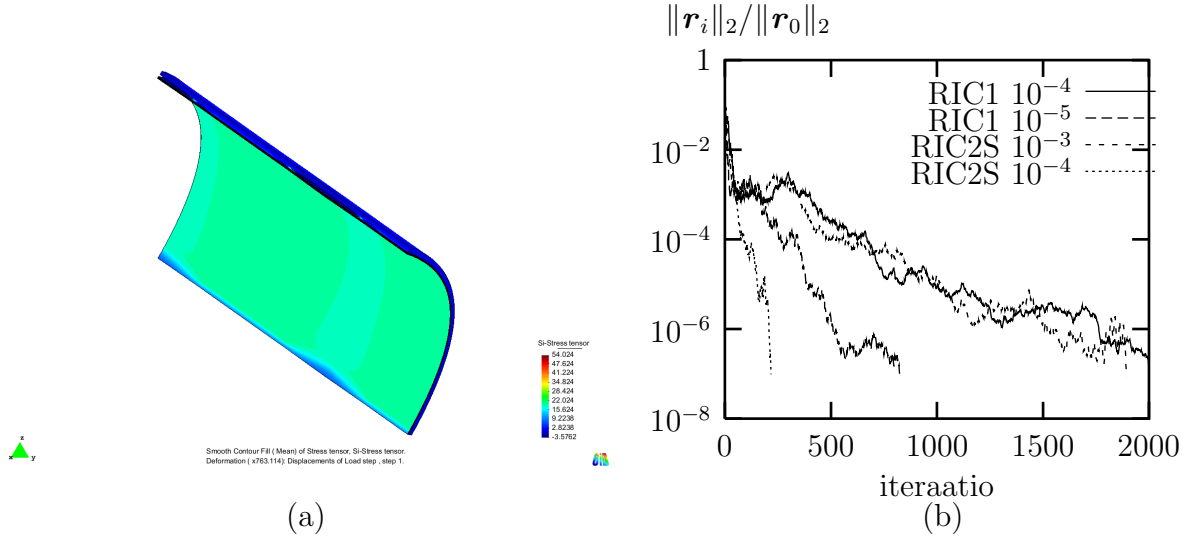 z
x
y
Si-Stress tensor
54.024
47.624
41.224
34.824
28.424
22.024
15.624
9.2238
2.8238
-3.5762
Smooth Contour Fill ( Mean) of Stress tensor, Si-Stress tensor.
Deformation ( x763.114): Displacements of Load step , step 1.
GiD
(a)
‖r_i‖_2/‖r_0‖_2
1
10^{-2}
10^{-4}
10^{-6}
10^{-8}
RIC1 10^{-4}
RIC1 10^{-5}
RIC2S 10^{-3}
RIC2S 10^{-4}
0 500 1000 1500 2000
iteraatio
(b)